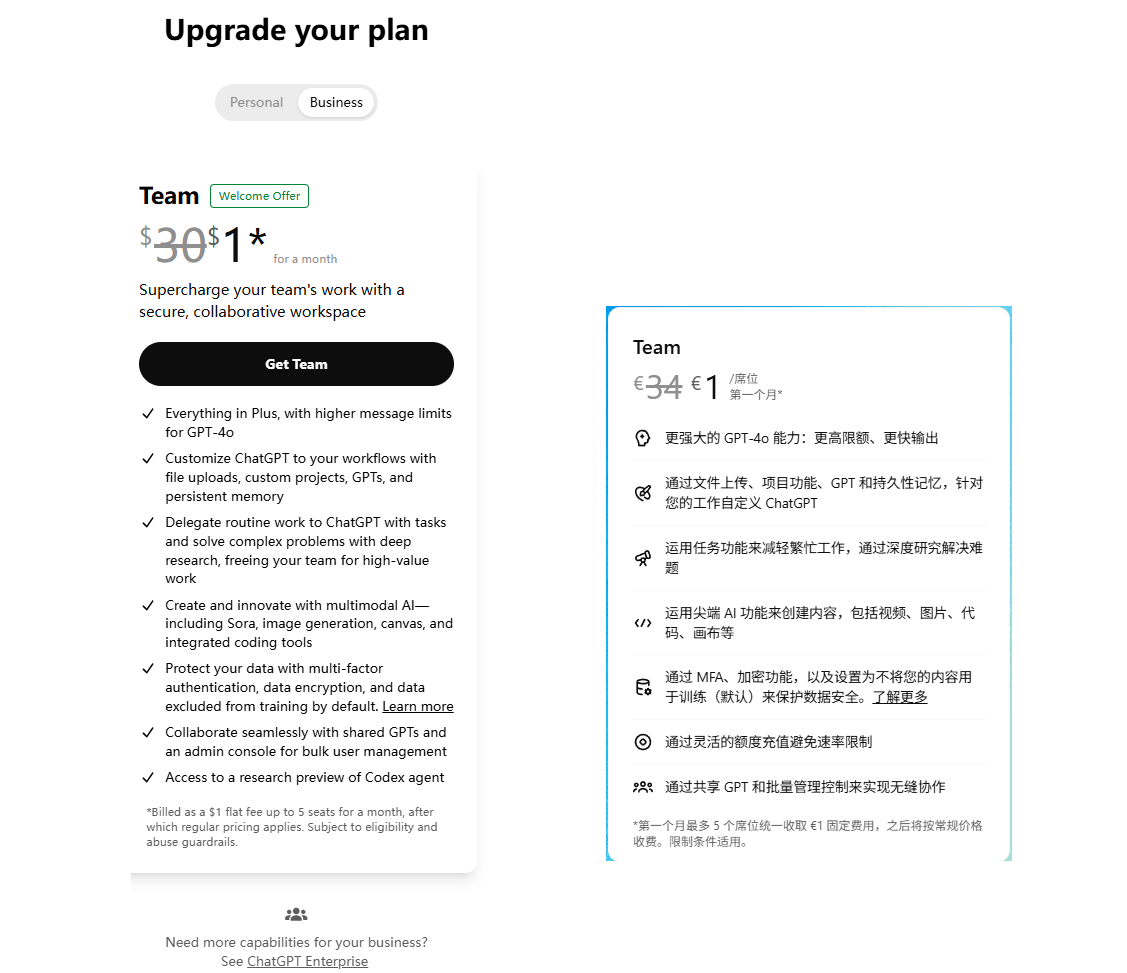 Upgrade your plan
Personal Business
Team Welcome Offer
$30 $1* for a month
Supercharge your team's work with a
secure, collaborative workspace
Get Team
Everything in Plus, with higher message limits
for GPT-4o
Customize ChatGPT to your workflows with
file uploads, custom projects, GPTs, and
persistent memory
Delegate routine work to ChatGPT with tasks
and solve complex problems with deep
research, freeing your team for high-value
work
Create and innovate with multimodal AI—
including Sora, image generation, canvas, and
integrated coding tools
Protect your data with multi-factor
authentication, data encryption, and data
excluded from training by default. Learn more
Collaborate seamlessly with shared GPTs and
an admin console for bulk user management
Access to a research preview of Codex agent
*Billed as a $1 flat fee up to 5 seats for a month, after
which regular pricing applies. Subject to eligibility and
abuse guardrails.
Need more capabilities for your business?
See ChatGPT Enterprise
Team
€34 €1 /席位
第一个月*
更强大的 GPT-4o 能力：更高限额、更快输出
通过文件上传、项目功能、GPT 和持久性记忆，针对
您的工作自定义 ChatGPT
运用任务功能来减轻繁忙工作，通过深度研究解决难
题
运用尖端 AI 功能来创建内容，包括视频、图片、代
码、画布等
通过 MFA、加密功能，以及设置为不将您的内容用
于训练（默认）来保护数据安全。了解更多
通过灵活的额度充值避免速率限制
通过共享 GPT 和批量管理控制来实现无缝协作
*第一个月最多 5 个席位统一收取 €1 固定费用，之后将按常规价格
收费。限制条件适用。